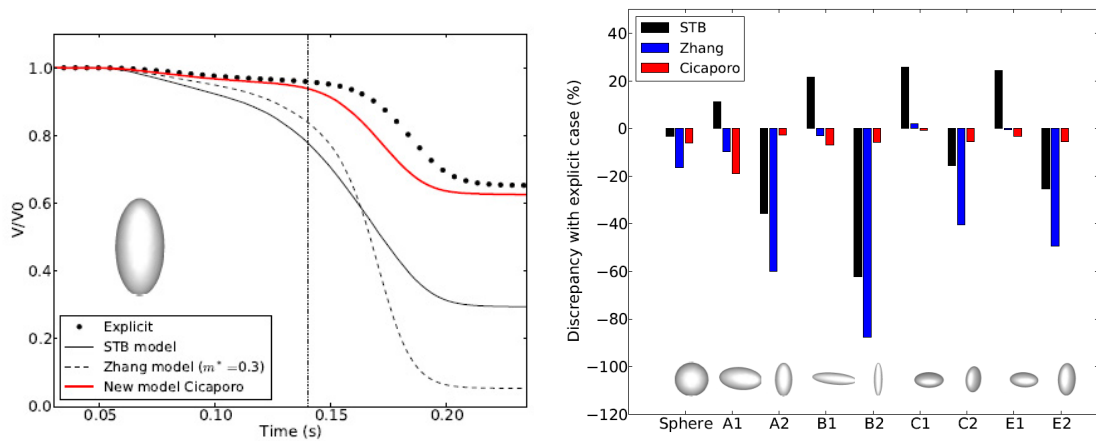 V/V0
1.0
0.8
0.6
0.4
0.2
0.0
Explicit
STB model
Zhang model (m* =0.3)
New model Cicaporo
0.05
0.10
0.15
0.20
Time (s)
Discrepancy with explicit case (%)
40
20
0
−20
−40
−60
−80
−100
−120
STB
Zhang
Cicaporo
Sphere A1 A2 B1 B2 C1 C2 E1 E2